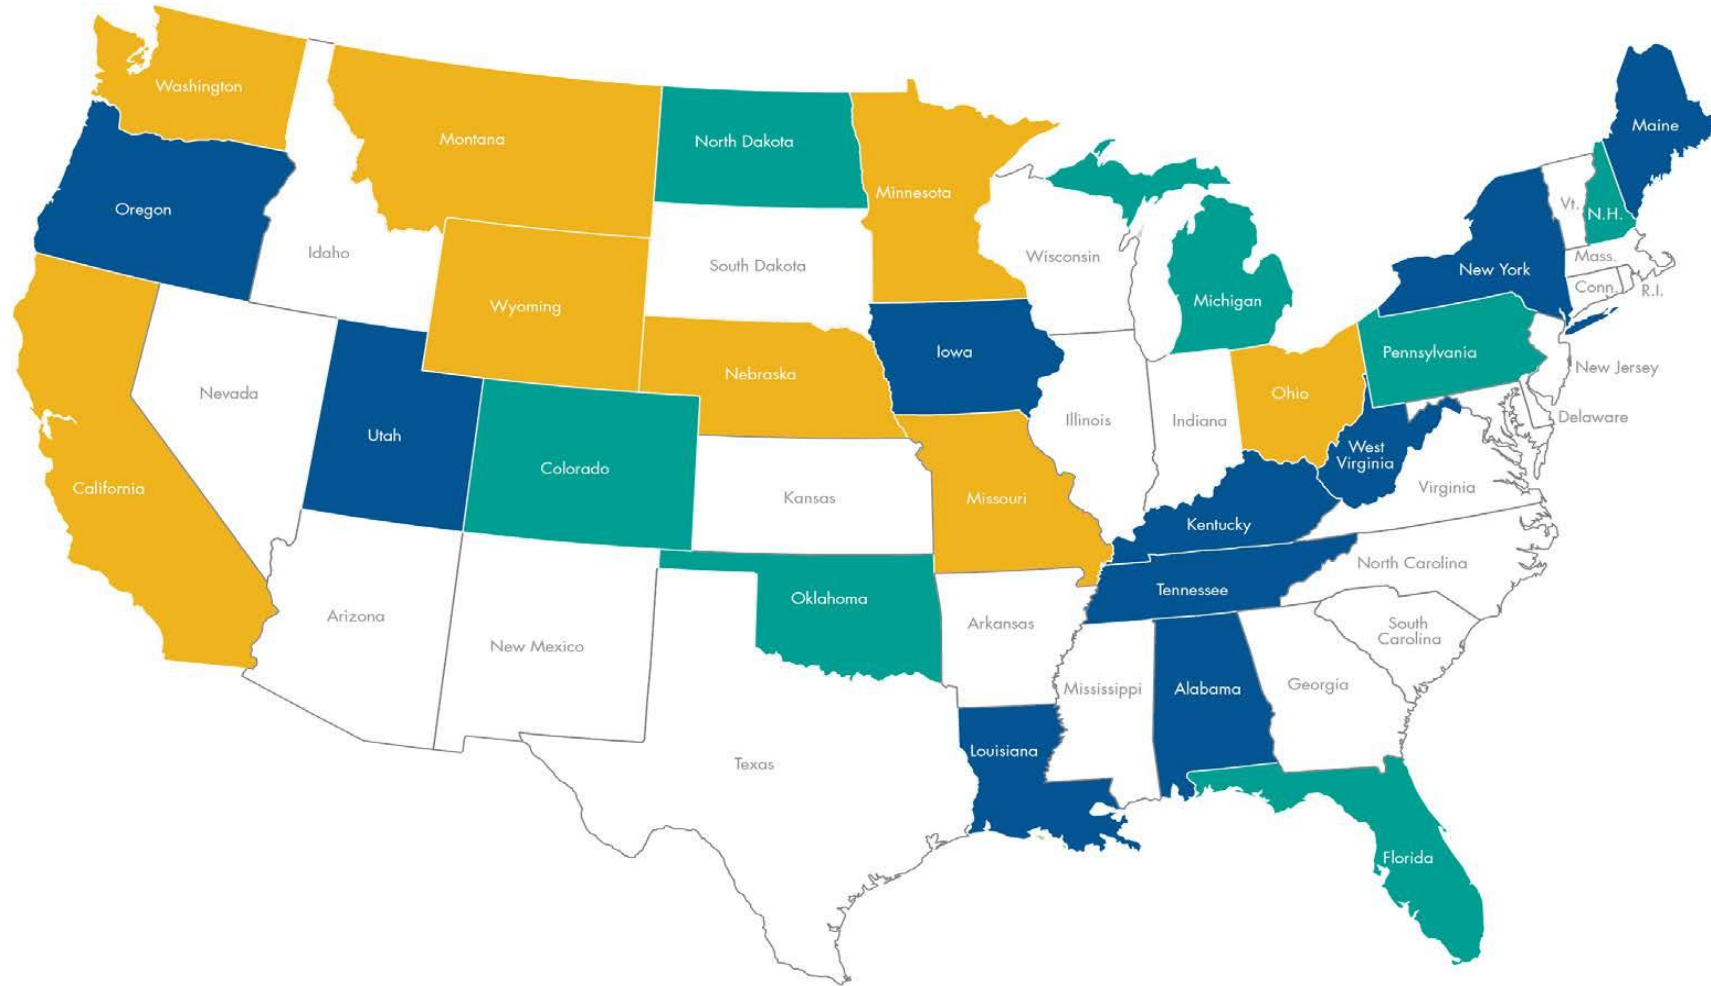 Washington
Montana
North Dakota
Minnesota
Maine
Oregon
Idaho
Wyoming
South Dakota
Wisconsin
Michigan
New York
Vt.
N.H.
Mass.
Conn.
R.I.
Nevada
Utah
Colorado
Nebraska
Iowa
Illinois
Indiana
Ohio
Pennsylvania
New Jersey
Delaware
West
Virginia
Virginia
California
Kansas
Missouri
Kentucky
Arizona
New Mexico
Oklahoma
Arkansas
Tennessee
North Carolina
South
Carolina
Texas
Louisiana
Mississippi
Alabama
Georgia
Florida